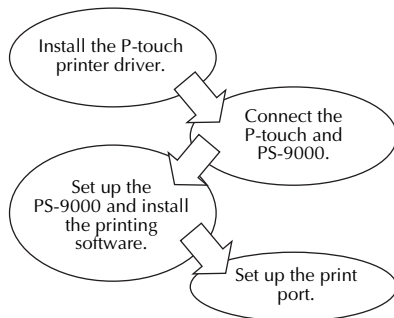 Install the P-touch
printer driver.
Connect the
P-touch and
PS-9000.
Set up the
PS-9000 and install
the printing
software.
Set up the print
port.